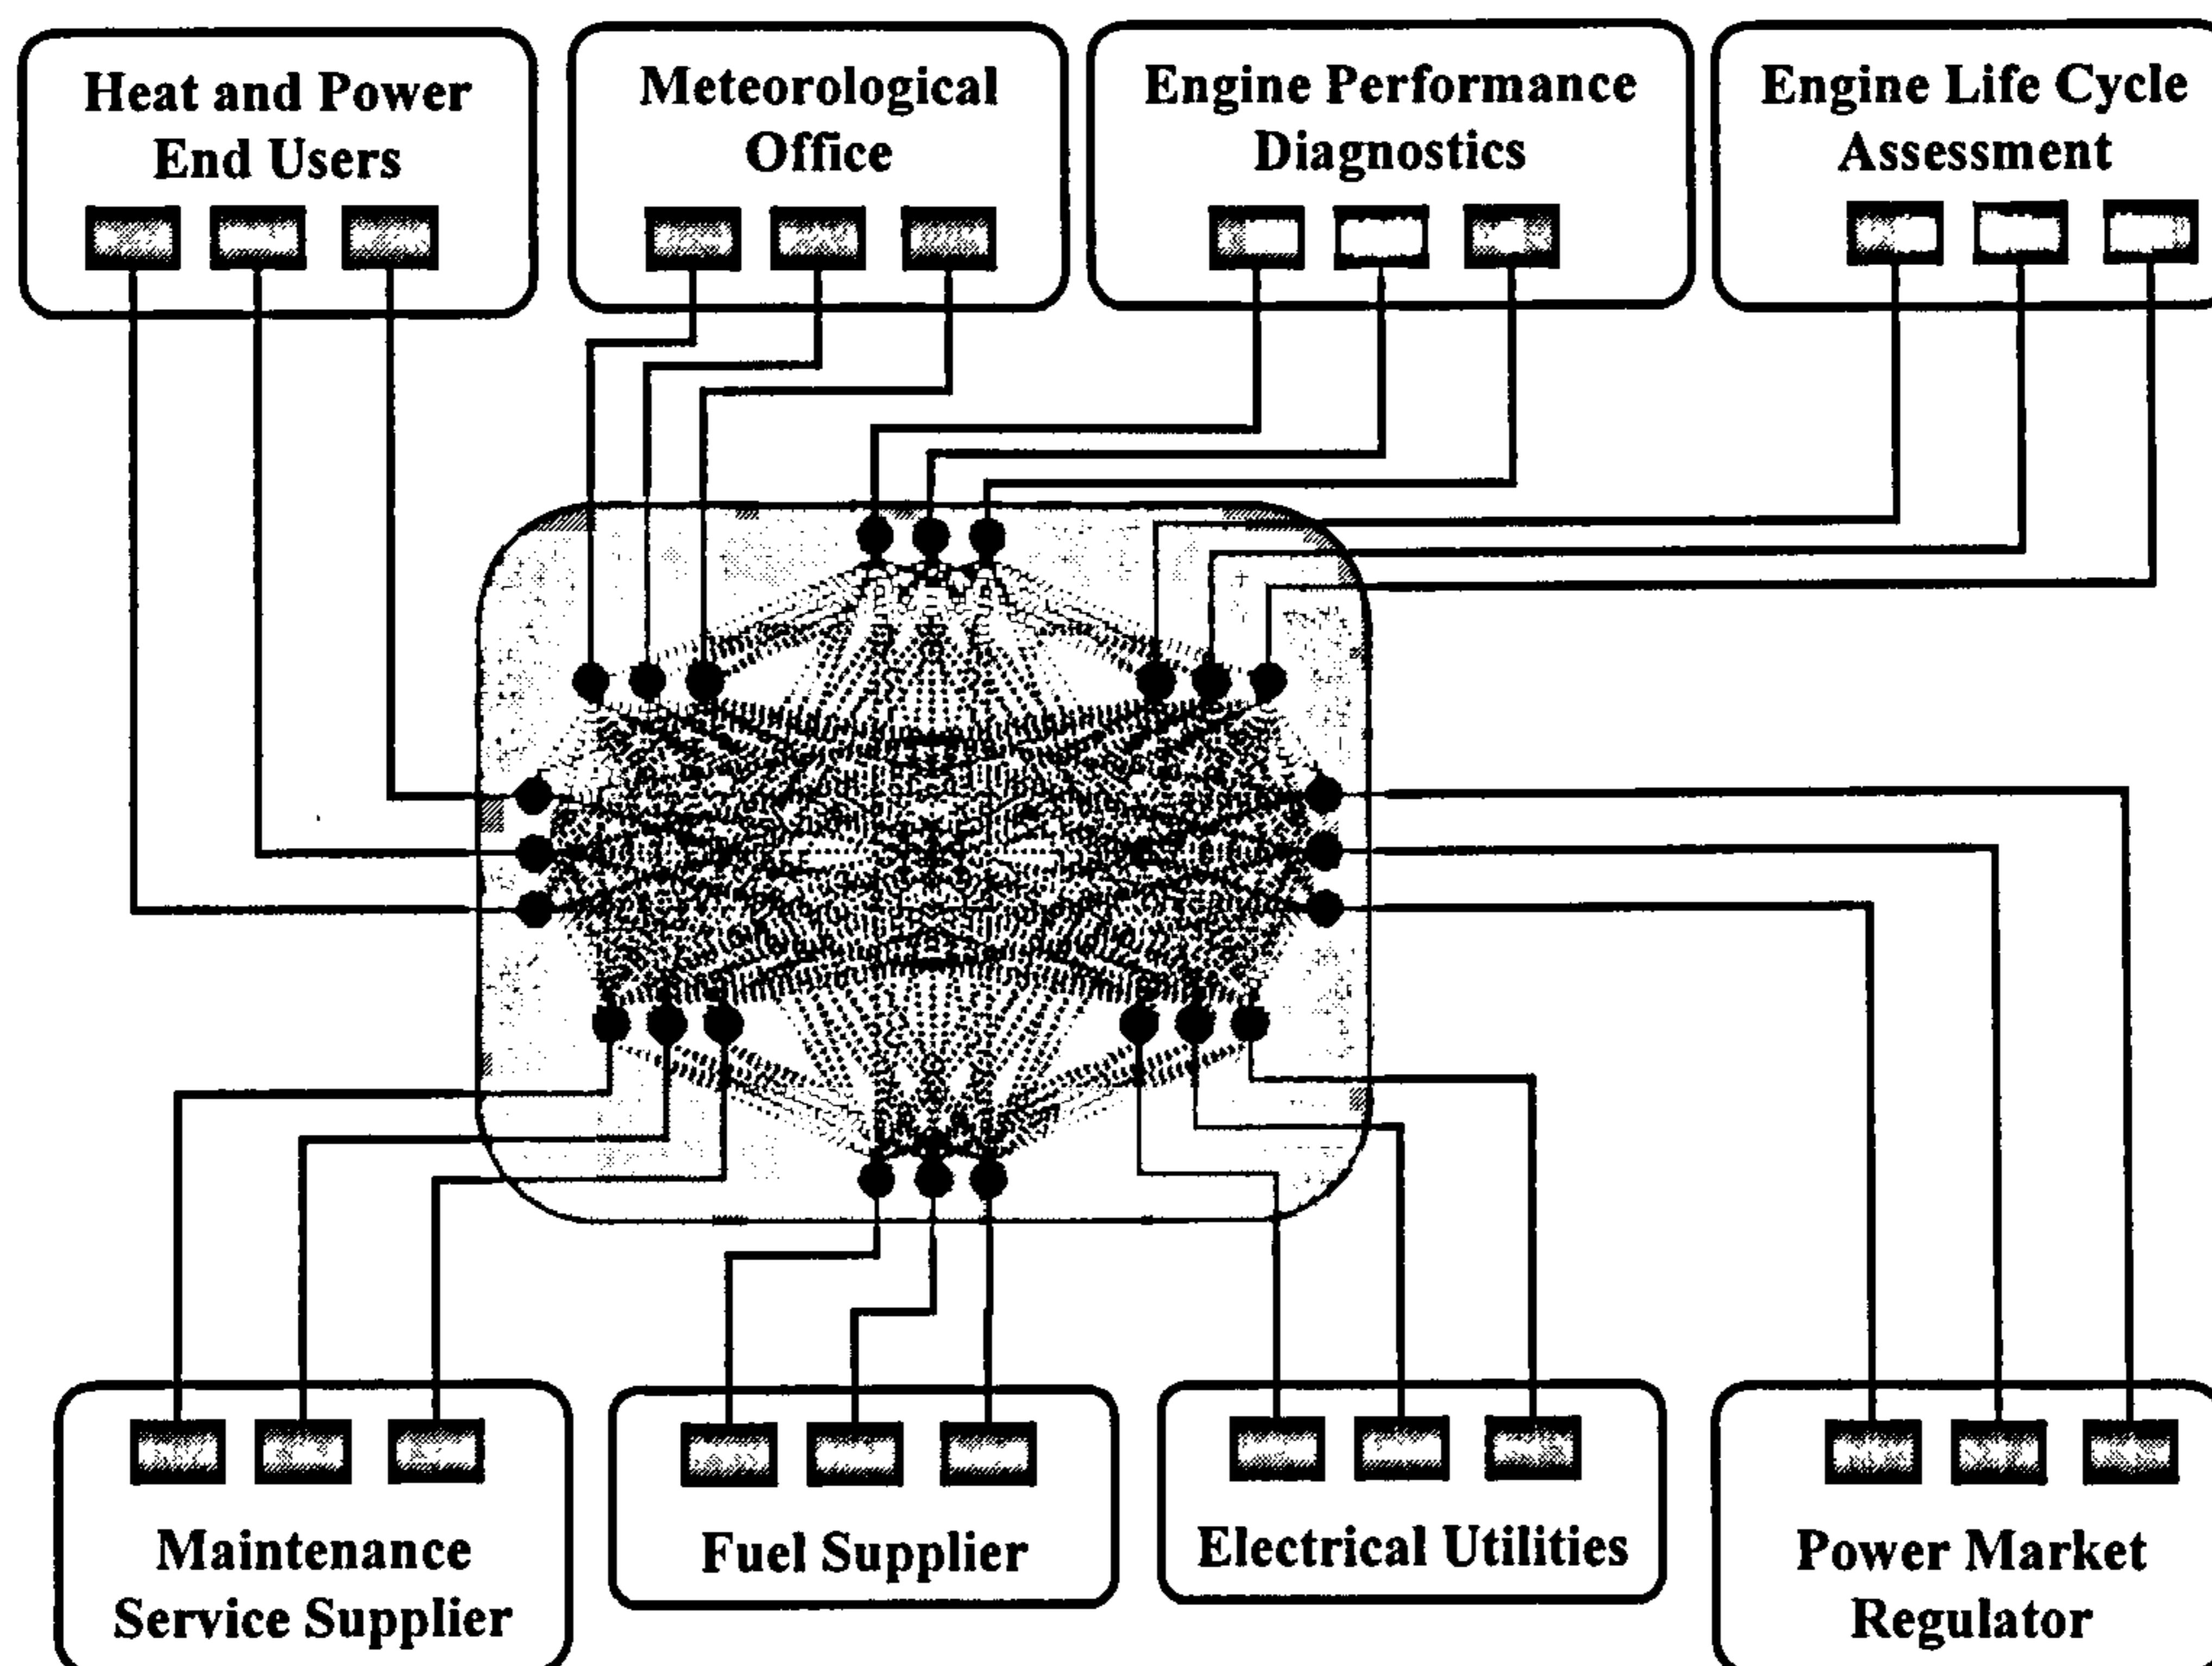 Heat and Power
End Users
Meteorological
Office
Engine Performance
Diagnostics
Engine Life Cycle
Assessment
Maintenance
Service Supplier
Fuel Supplier
Electrical Utilities
Power Market
Regulator